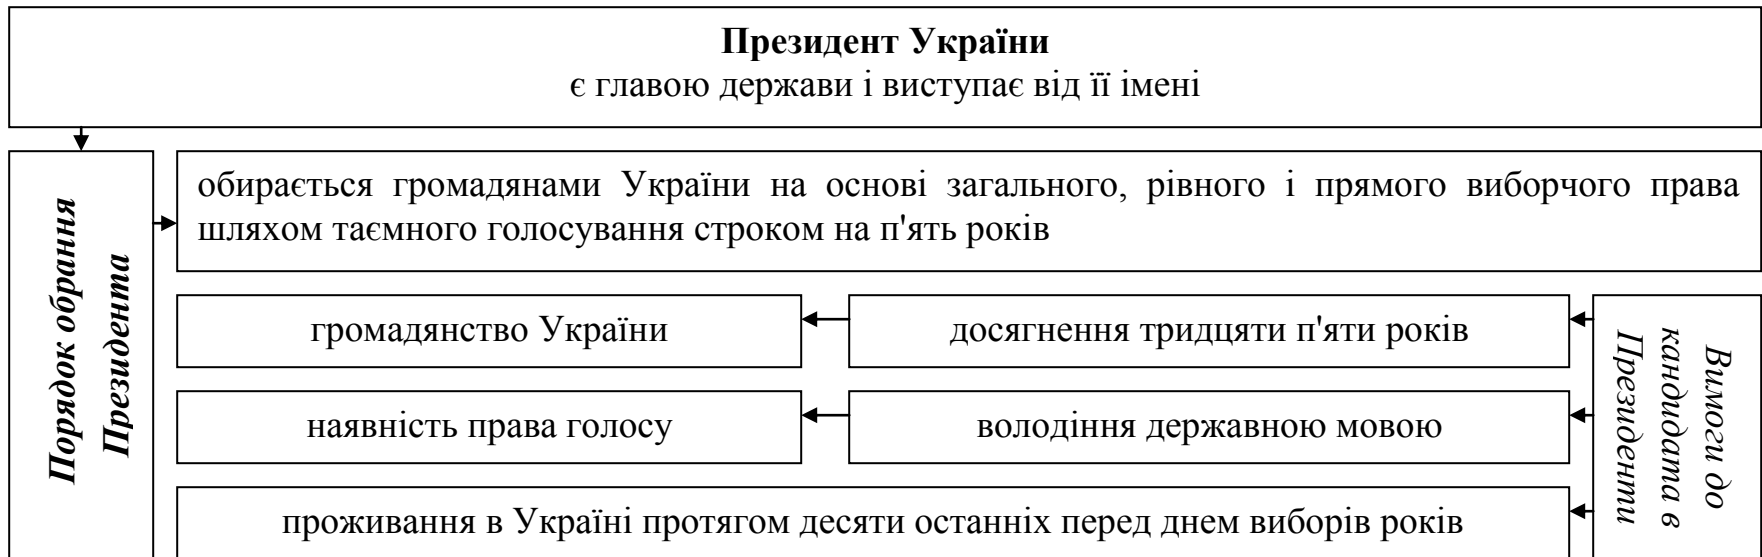 Президент України
є главою держави і виступає від її імені
Порядок обрання
Президента
обирається громадянами України на основі загального, рівного і прямого виборчого права
шляхом таємного голосування строком на п'ять років
громадянство України
досягнення тридцяти п'яти років
наявність права голосу
володіння державною мовою
проживання в Україні протягом десяти останніх перед днем виборів років
Вимоги до
кандидата в
Президенти